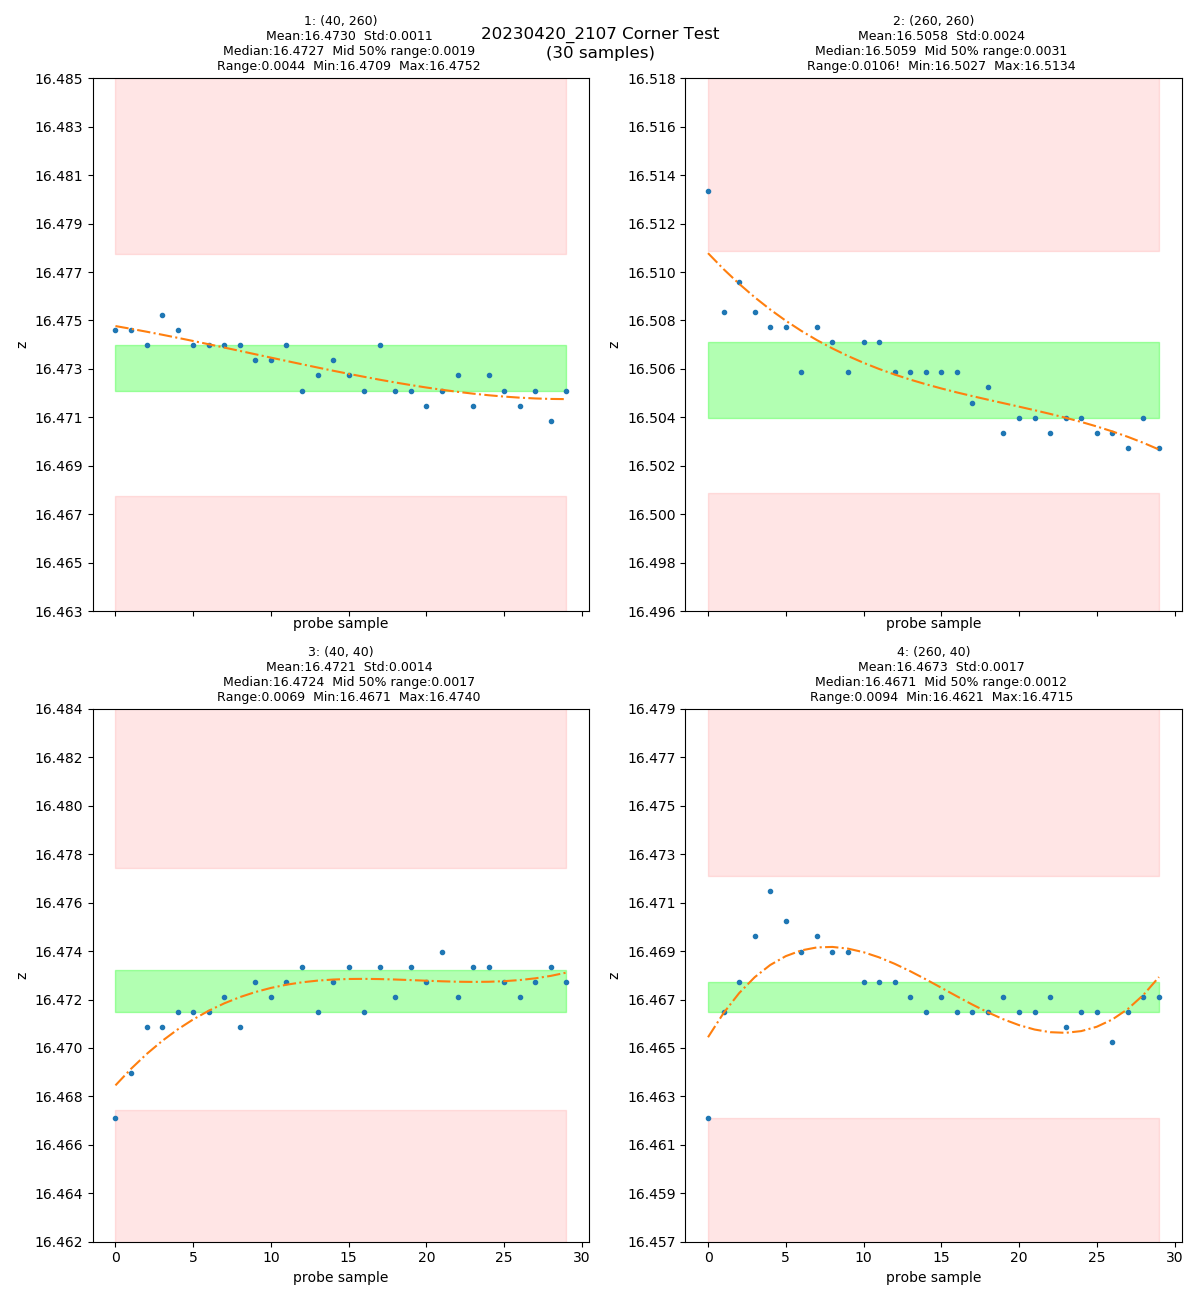 20230420_2107 Corner Test
(30 samples)
1: (40, 260)
Mean:16.4730  Std:0.0011
Median:16.4727  Mid 50% range:0.0019
Range:0.0044  Min:16.4709  Max:16.4752
16.485
16.483
16.481
16.479
16.477
16.475
16.473
16.471
16.469
16.467
16.465
16.463
z
probe sample
2: (260, 260)
Mean:16.5058  Std:0.0024
Median:16.5059  Mid 50% range:0.0031
Range:0.0106!  Min:16.5027  Max:16.5134
16.518
16.516
16.514
16.512
16.510
16.508
16.506
16.504
16.502
16.500
16.498
16.496
z
probe sample
3: (40, 40)
Mean:16.4721  Std:0.0014
Median:16.4724  Mid 50% range:0.0017
Range:0.0069  Min:16.4671  Max:16.4740
16.484
16.482
16.480
16.478
16.476
16.474
16.472
16.470
16.468
16.466
16.464
16.462
z
0 5 10 15 20 25 30
probe sample
4: (260, 40)
Mean:16.4673  Std:0.0017
Median:16.4671  Mid 50% range:0.0012
Range:0.0094  Min:16.4621  Max:16.4715
16.479
16.477
16.475
16.473
16.471
16.469
16.467
16.465
16.463
16.461
16.459
16.457
z
0 5 10 15 20 25 30
probe sample